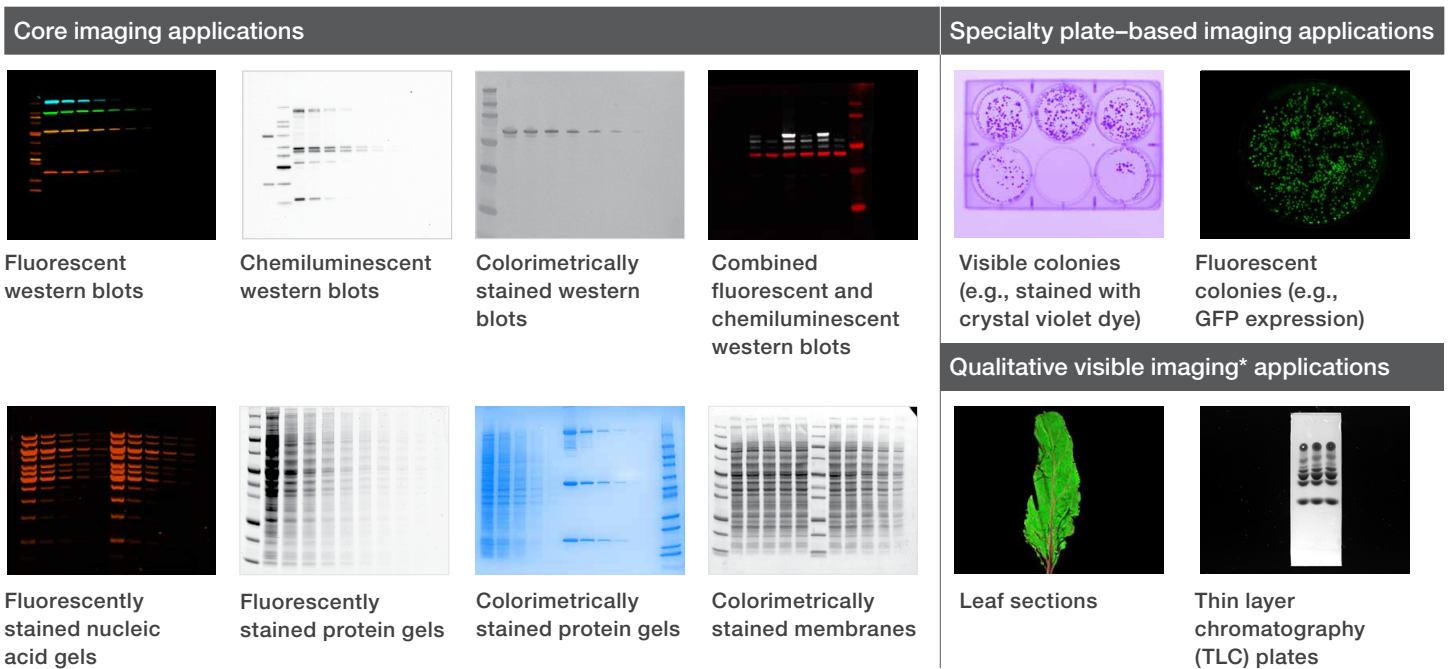 Core imaging applications
Specialty plate–based imaging applications
Fluorescent
western blots
Chemiluminescent
western blots
Colorimetrically
stained western
blots
Combined
fluorescent and
chemiluminescent
western blots
Visible colonies
(e.g., stained with
crystal violet dye)
Fluorescent
colonies (e.g.,
GFP expression)
Qualitative visible imaging* applications
Fluorescently
stained nucleic
acid gels
Fluorescently
stained protein gels
Colorimetrically
stained protein gels
Colorimetrically
stained membranes
Leaf sections
Thin layer
chromatography
(TLC) plates